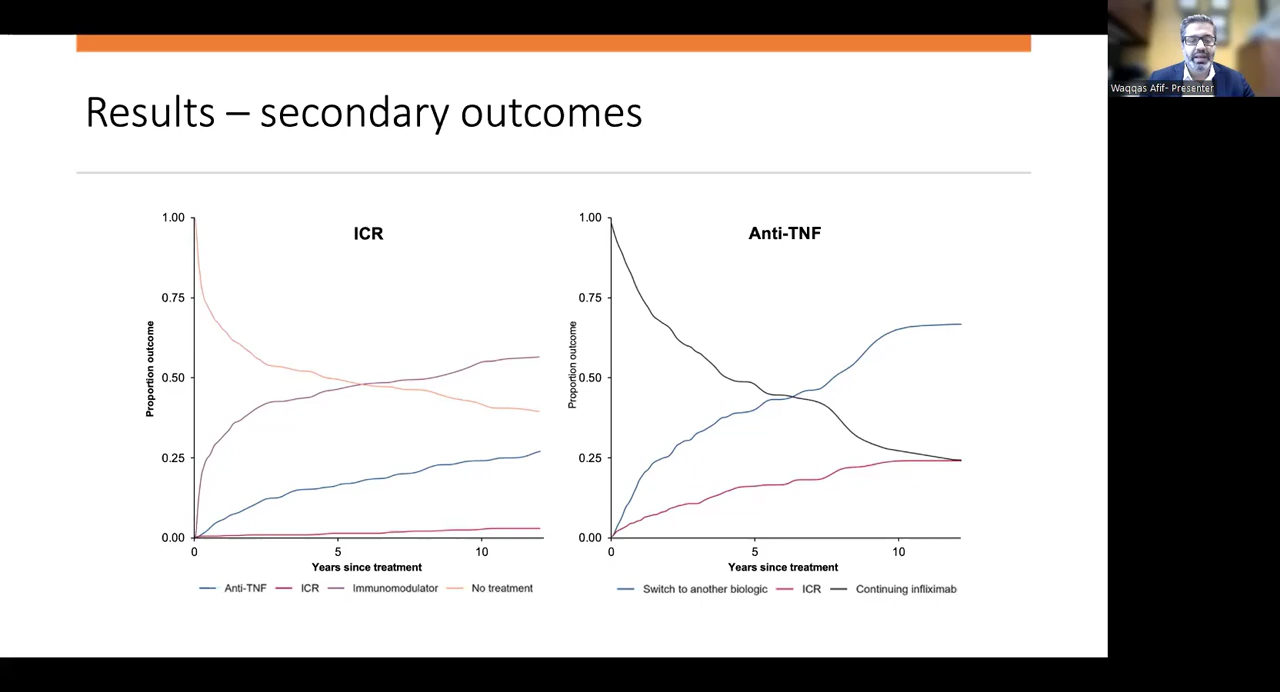 Waqqas Afif- Presenter
Results – secondary outcomes
ICR
1.00
0.75
0.50
0.25
0.00
Proportion outcome
0
5
10
Years since treatment
Anti-TNF
ICR
Immunomodulator
No treatment
Anti-TNF
1.00
0.75
0.50
0.25
0.00
Proportion outcome
0
5
10
Years since treatment
Switch to another biologic
ICR
Continuing infliximab